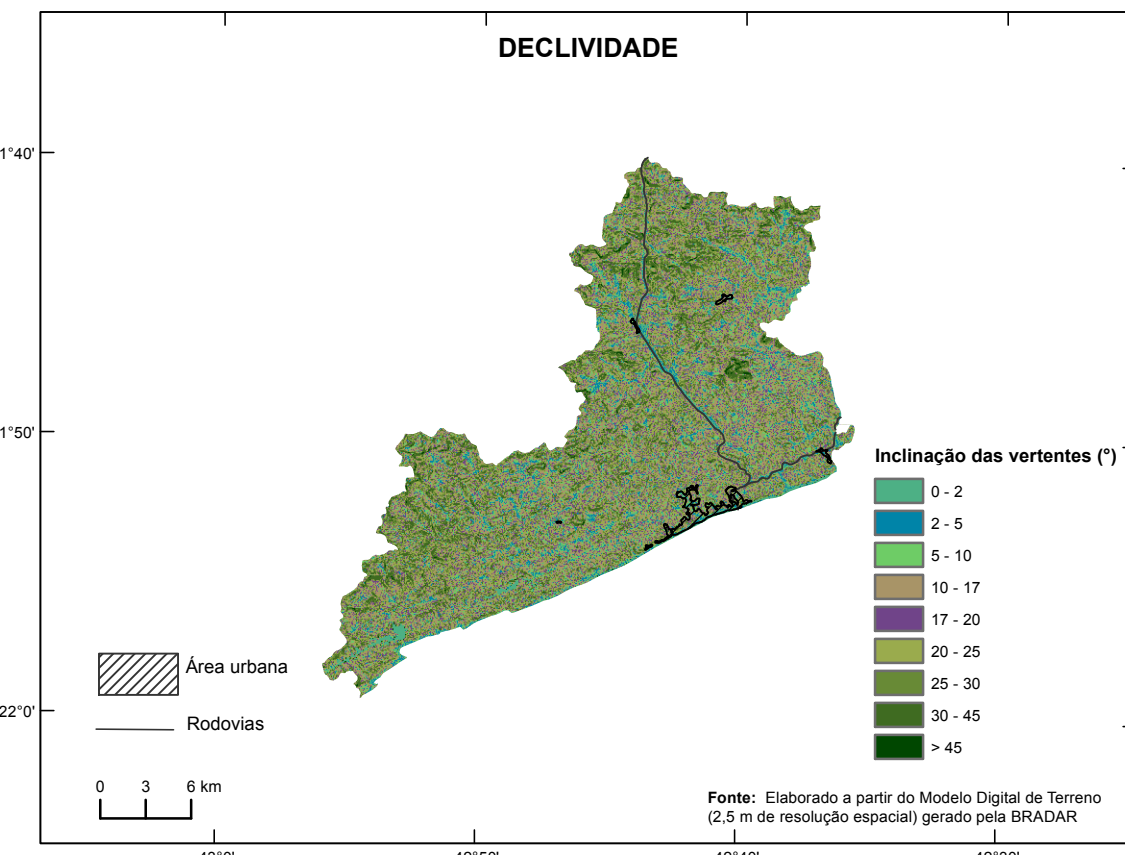 DECLIVIDADE
1°40'
1°50'
22°0'
Inclinação das vertentes (°)
0 - 2
2 - 5
5 - 10
10 - 17
17 - 20
20 - 25
25 - 30
30 - 45
> 45
Área urbana
Rodovias
0 3 6 km
Fonte: Elaborado a partir do Modelo Digital de Terreno
(2,5 m de resolução espacial) gerado pela BRADAR